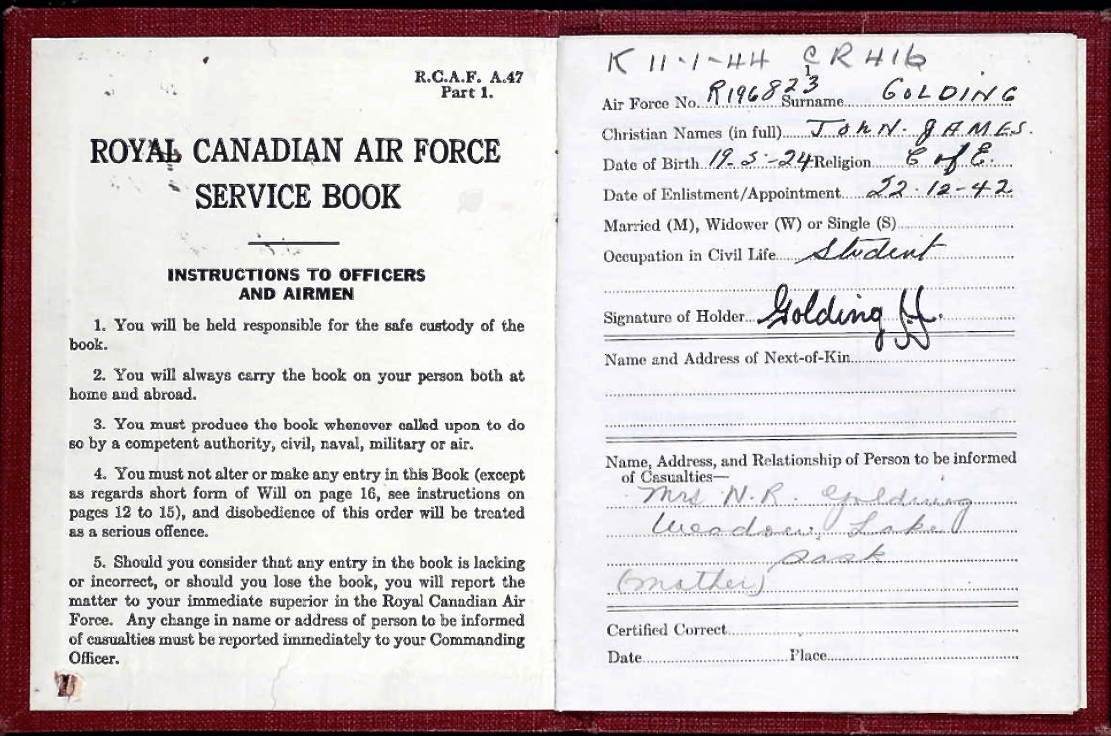 R.C.A.F. A.47
Part 1.
ROYAL CANADIAN AIR FORCE
SERVICE BOOK
INSTRUCTIONS TO OFFICERS
AND AIRMEN
1. You will be held responsible for the safe custody of the
book.
2. You will always carry the book on your person both at
home and abroad.
3. You must produce the book whenever called upon to do
so by a competent authority, civil, naval, military or air.
4. You must not alter or make any entry in this Book (except
as regards short form of Will on page 16, see instructions on
pages 12 to 15), and disobedience of this order will be treated
as a serious offence.
5. Should you consider that any entry in the book is lacking
or incorrect, or should you lose the book, you will report the
matter to your immediate superior in the Royal Canadian Air
Force. Any change in name or address of person to be informed
of casualties must be reported immediately to your Commanding
Officer.
K 11-1-44 CR416
1
Air Force No. R196823 Surname GOLDING
Christian Names (in full) JOHN JAMES.
Date of Birth 19-5-24 Religion C of E.
Date of Enlistment/Appointment 22-12-42
Married (M), Widower (W) or Single (S)
Occupation in Civil Life Student
Signature of Holder Golding JJ.
Name and Address of Next-of-Kin
Name, Address, and Relationship of Person to be informed
of Casualties—
Mrs N.R. Golding
Meadow Lake
Sask
(mother)
Certified Correct
Date Place